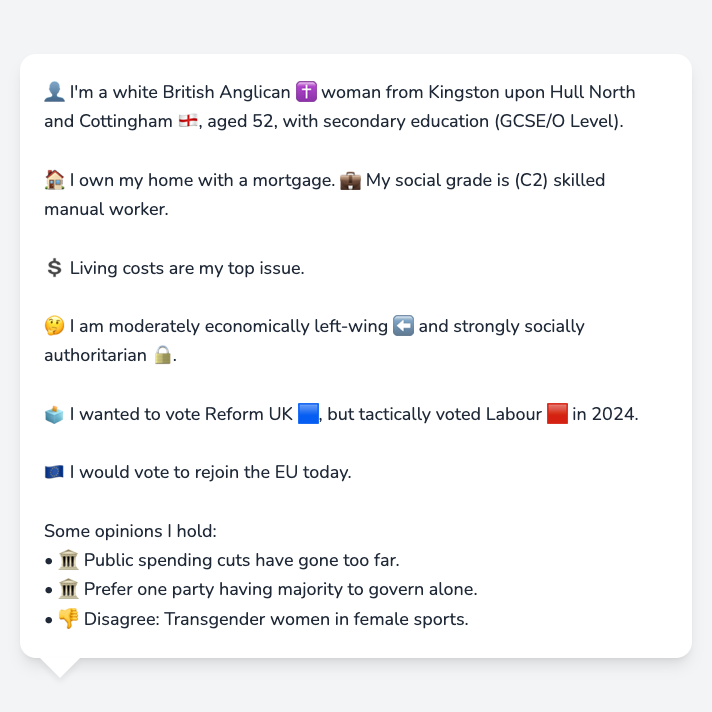 👤 I'm a white British Anglican ✝️ woman from Kingston upon Hull North
and Cottingham 🏴󠁧󠁢󠁥󠁮󠁧󠁿, aged 52, with secondary education (GCSE/O Level).
🏠 I own my home with a mortgage. 💼 My social grade is (C2) skilled
manual worker.
💲 Living costs are my top issue.
🤔 I am moderately economically left-wing ⬅️ and strongly socially
authoritarian 🔒.
🗳️ I wanted to vote Reform UK 🟦, but tactically voted Labour 🟥 in 2024.
🇪🇺 I would vote to rejoin the EU today.
Some opinions I hold:
• 🏛️ Public spending cuts have gone too far.
• 🏛️ Prefer one party having majority to govern alone.
• 👎 Disagree: Transgender women in female sports.